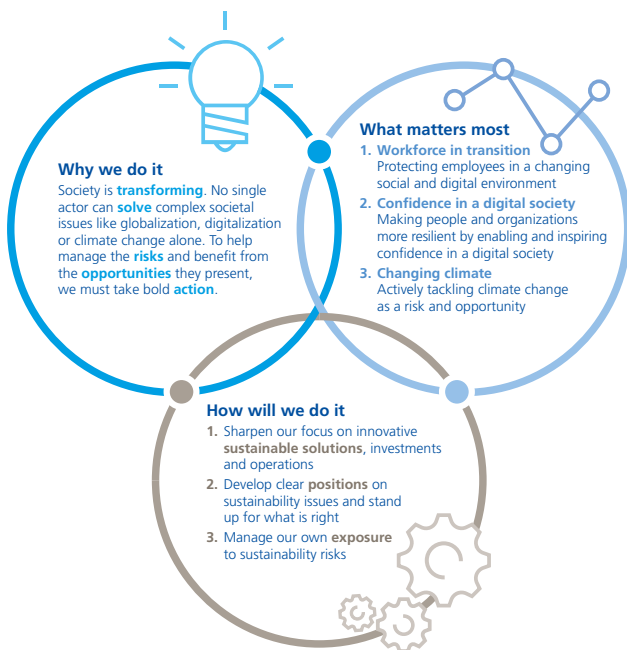 Why we do it
Society is transforming. No single
actor can solve complex societal
issues like globalization, digitalization
or climate change alone. To help
manage the risks and benefit from
the opportunities they present,
we must take bold action.
What matters most
1. Workforce in transition
Protecting employees in a changing
social and digital environment
2. Confidence in a digital society
Making people and organizations
more resilient by enabling and inspiring
confidence in a digital society
3. Changing climate
Actively tackling climate change
as a risk and opportunity
How will we do it
1. Sharpen our focus on innovative
sustainable solutions, investments
and operations
2. Develop clear positions on
sustainability issues and stand
up for what is right
3. Manage our own exposure
to sustainability risks